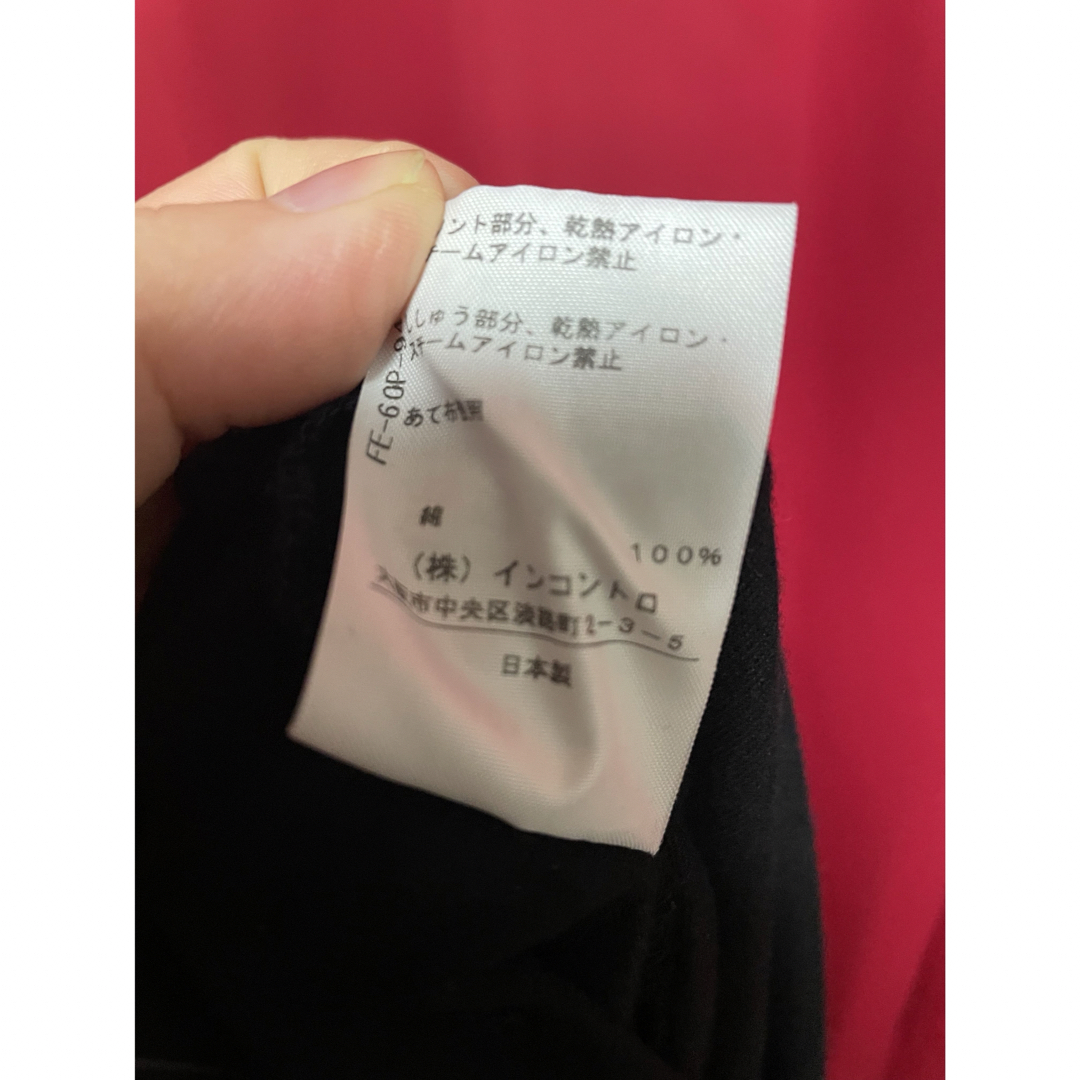 ント部分、乾熱アイロン・
スチームアイロン禁止
ししゅう部分、乾熱アイロン・
スチームアイロン禁止
あて布
FE-60P-
綿 100%
(株)インコントロ
市中央区淡路町2-3-5
日本製